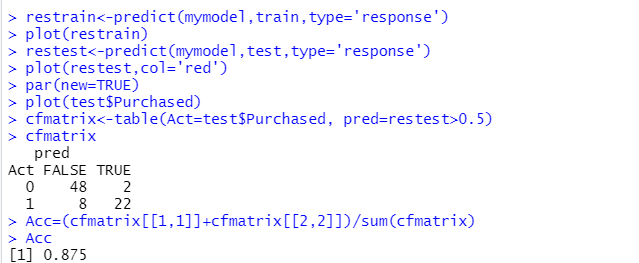 > restrain<-predict(mymodel,train,type='response')
> plot(restrain)
> restest<-predict(mymodel,test,type='response')
> plot(restest,col='red')
> par(new=TRUE)
> plot(test$Purchased)
> cfmatrix<-table(Act=test$Purchased, pred=restest>0.5)
> cfmatrix
   pred
Act FALSE TRUE
  0    48    2
  1     8   22
> Acc=(cfmatrix[[1,1]]+cfmatrix[[2,2]])/sum(cfmatrix)
> Acc
[1] 0.875